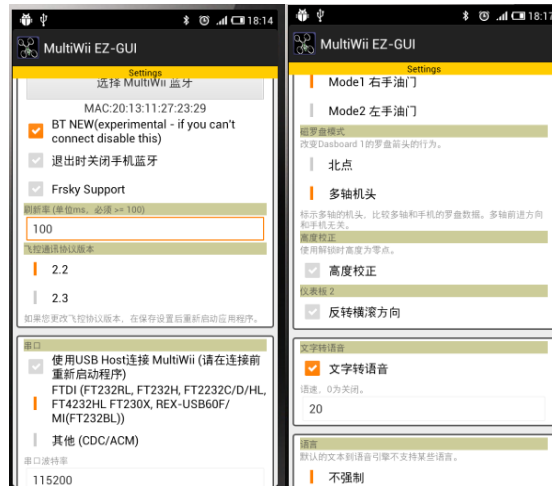 18:14
MultiWii EZ-GUI
Settings
选择 MultiWii 蓝牙
MAC:20:13:11:27:23:29
BT NEW(experimental - if you can't
connect disable this)
退出时关闭手机蓝牙
Frsky Support
刷新率 (单位ms，必须 >= 100)
100
飞控通讯协议版本
2.2
2.3
如果您更改飞控协议版本，在保存设置后重新启动应用程序。
串口
使用USB Host连接 MultiWii (请在连接前
重新启动程序)
FTDI (FT232RL, FT232H, FT2232C/D/HL,
FT4232HL FT230X, REX-USB60F/
MI(FT232BL))
其他 (CDC/ACM)
串口波特率
115200
18:17
MultiWii EZ-GUI
Settings
Mode1 右手油门
Mode2 左手油门
磁罗盘模式
改变Dasboard 1的罗盘箭头的行为。
北点
多轴机头
标示多轴的机头，比较多轴和手机的罗盘数据。多轴前进方向
和手机无关。
高度校正
使用解锁时高度为零点。
高度校正
仪表板 2
反转横滚方向
文字转语音
文字转语音
语速，0为关闭。
20
语言
默认的文本到语音引擎不支持某些语言。
不强制